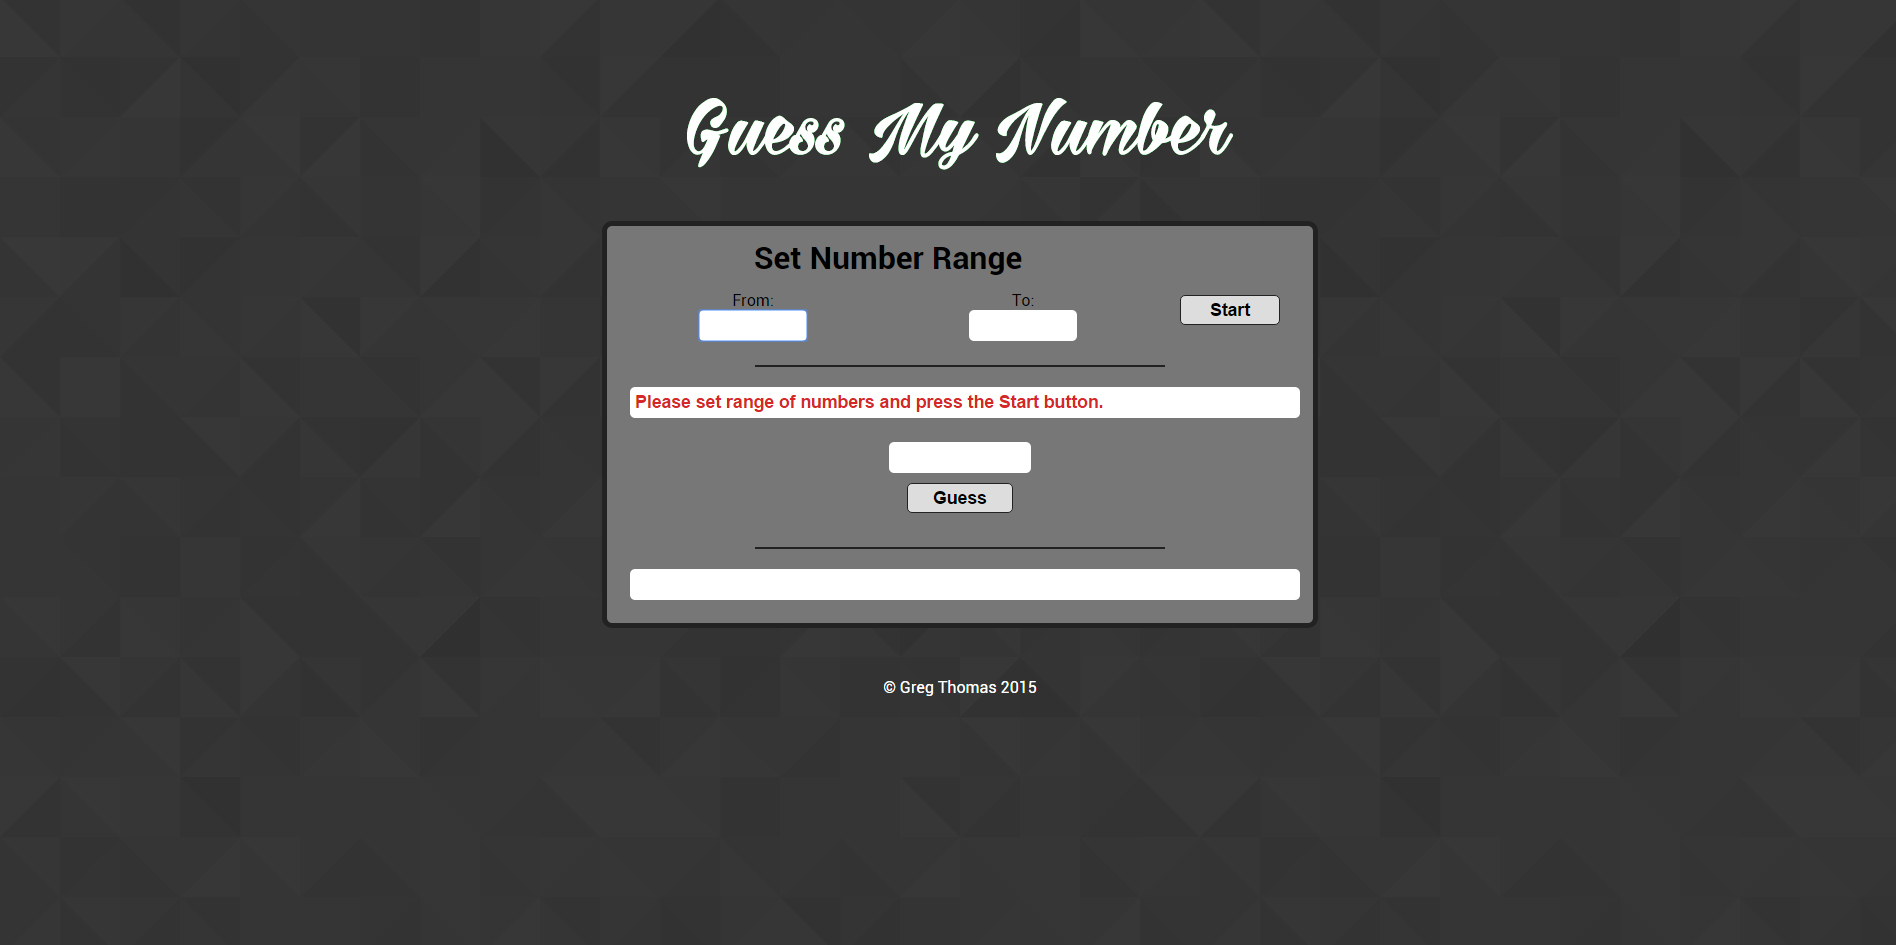 Guess My Number
Set Number Range
From: To: Start
Please set range of numbers and press the Start button.
Guess
© Greg Thomas 2015